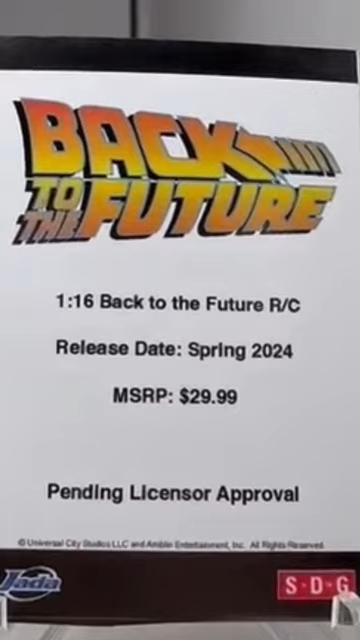 BACK
TO
THE FUTURE
1:16 Back to the Future R/C
Release Date: Spring 2024
MSRP: $29.99
Pending Licensor Approval
© Universal City Studios LLC and Amblin Entertainment, Inc. All Rights Reserved.
Jada
S·D·G